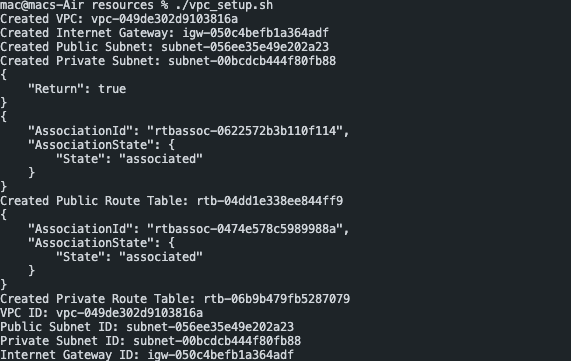 mac@macs-Air resources % ./vpc_setup.sh
Created VPC: vpc-049de302d9103816a
Created Internet Gateway: igw-050c4befb1a364adf
Created Public Subnet: subnet-056ee35e49e202a23
Created Private Subnet: subnet-00bcdcb444f80fb88
{
    "Return": true
}
{
    "AssociationId": "rtbassoc-0622572b3b110f114",
    "AssociationState": {
        "State": "associated"
    }
}
Created Public Route Table: rtb-04dd1e338ee844ff9
{
    "AssociationId": "rtbassoc-0474e578c5989988a",
    "AssociationState": {
        "State": "associated"
    }
}
Created Private Route Table: rtb-06b9b479fb5287079
VPC ID: vpc-049de302d9103816a
Public Subnet ID: subnet-056ee35e49e202a23
Private Subnet ID: subnet-00bcdcb444f80fb88
Internet Gateway ID: igw-050c4befb1a364adf